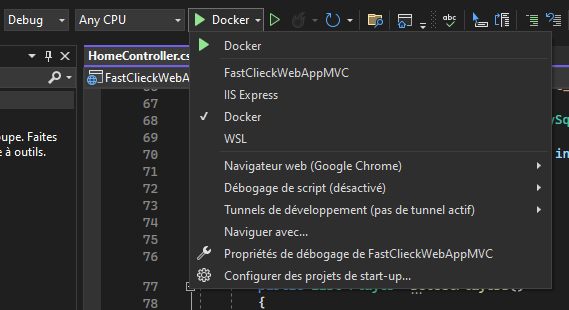 Debug Any CPU Docker
HomeController.cs
FastClieckWebA
Docker
FastClieckWebAppMVC
IIS Express
Docker
WSL
Navigateur web (Google Chrome)
Débogage de script (désactivé)
Tunnels de développement (pas de tunnel actif)
Naviguer avec...
Propriétés de débogage de FastClieckWebAppMVC
Configurer des projets de start-up...
oupe. Faites
e à outils.
67
68
69
70
71
72
73
74
75
76
77
78
{
ySq
in
abc